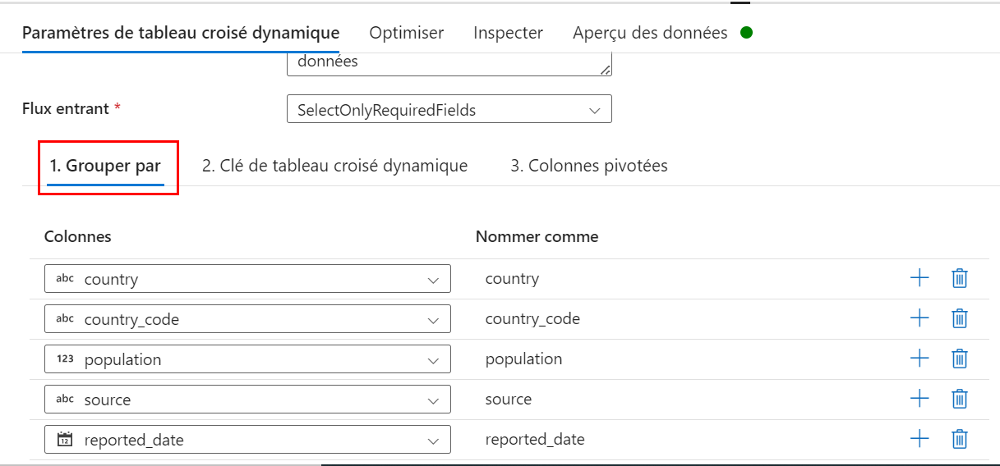 Paramètres de tableau croisé dynamique Optimiser Inspecter Aperçu des données
données
Flux entrant * SelectOnlyRequiredFields
1. Grouper par 2. Clé de tableau croisé dynamique 3. Colonnes pivotées
Colonnes Nommer comme
abc country country
abc country_code country_code
123 population population
abc source source
12 reported_date reported_date